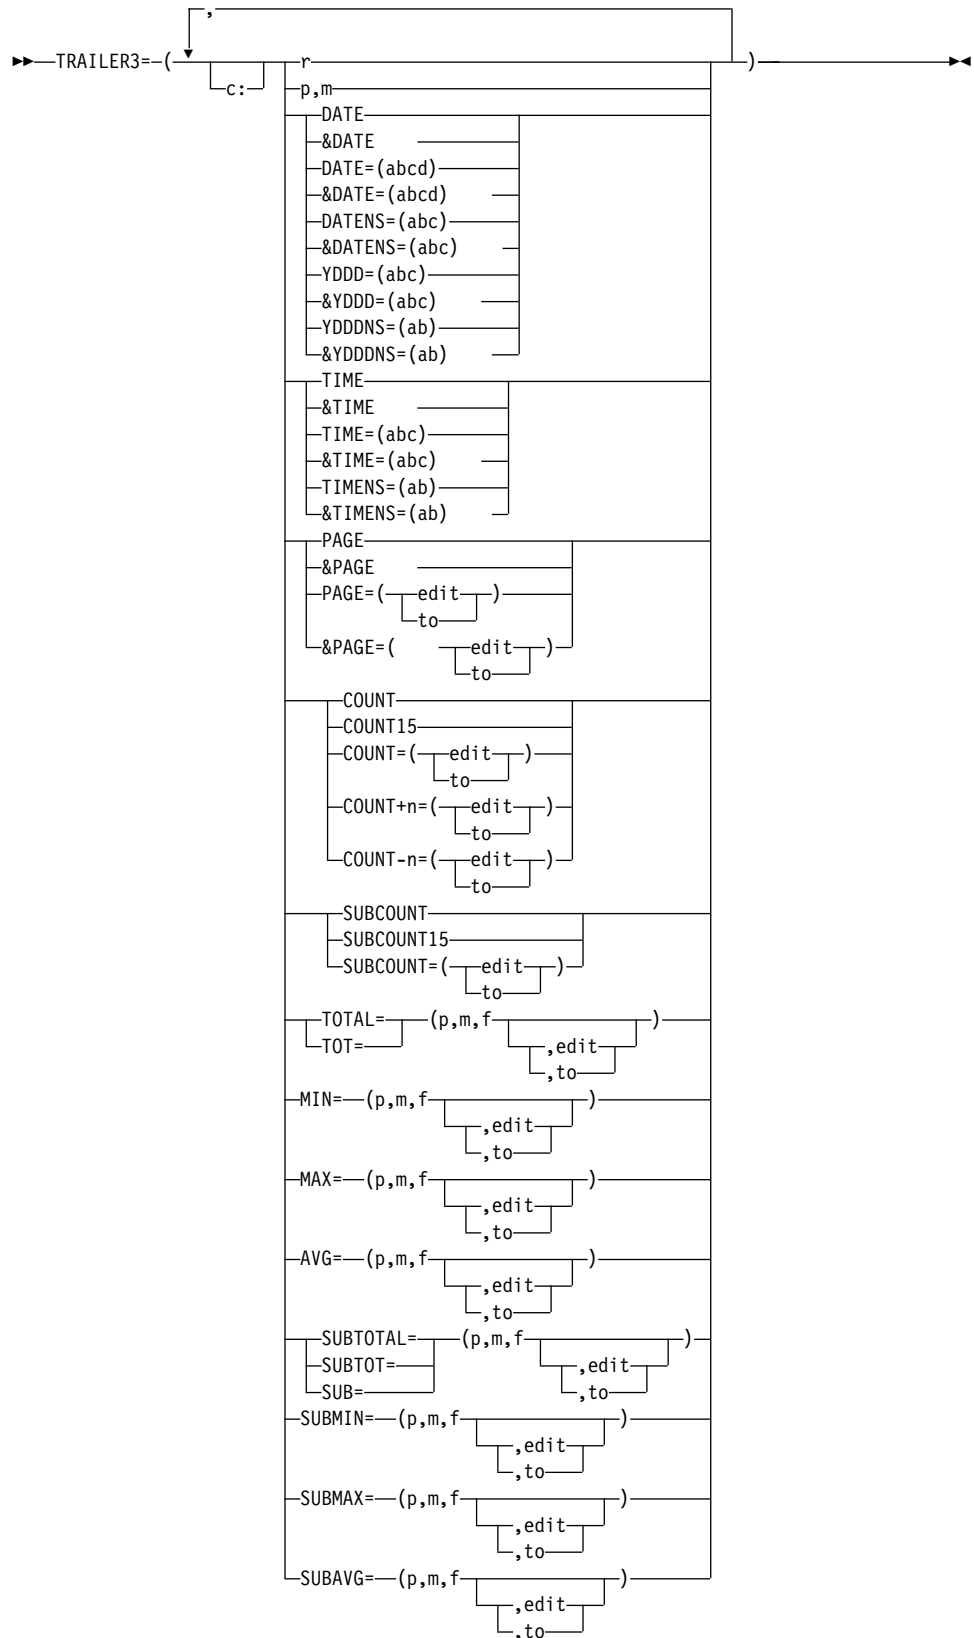 ,
TRAILER3= ( c: r )
p,m
DATE
&DATE
DATE=(abcd)
&DATE=(abcd)
DATENS=(abc)
&DATENS=(abc)
YDDD=(abc)
&YDDD=(abc)
YDDDNS=(ab)
&YDDDNS=(ab)
TIME
&TIME
TIME=(abc)
&TIME=(abc)
TIMENS=(ab)
&TIMENS=(ab)
PAGE
&PAGE
PAGE=( edit )
to
&PAGE=( edit )
to
COUNT
COUNT15
COUNT=( edit )
to
COUNT+n=( edit )
to
COUNT-n=( edit )
to
SUBCOUNT
SUBCOUNT15
SUBCOUNT=( edit )
to
TOTAL= (p,m,f )
TOT= ,edit
,to
MIN= (p,m,f )
,edit
,to
MAX= (p,m,f )
,edit
,to
AVG= (p,m,f )
,edit
,to
SUBTOTAL= (p,m,f )
SUBTOT= ,edit
SUB= ,to
SUBMIN= (p,m,f )
,edit
,to
SUBMAX= (p,m,f )
,edit
,to
SUBAVG= (p,m,f )
,edit
,to